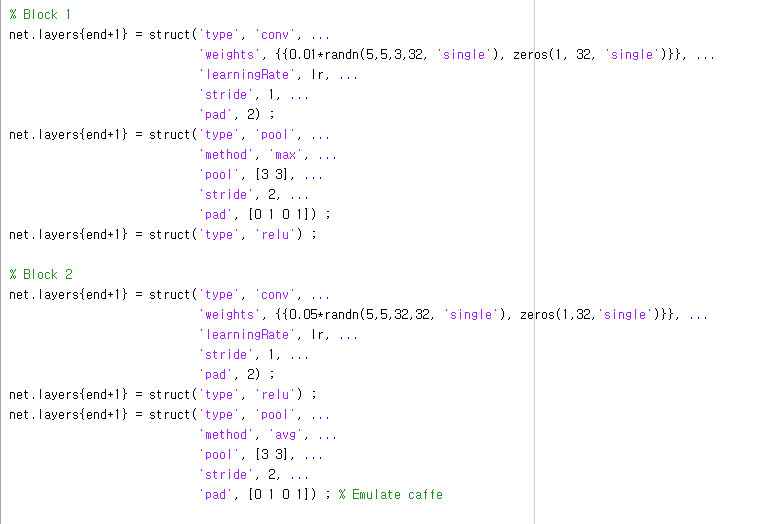 % Block 1
net.layers{end+1} = struct('type', 'conv', ...
'weights', {{0.01*randn(5,5,3,32, 'single'), zeros(1, 32, 'single')}}, ...
'learningRate', lr, ...
'stride', 1, ...
'pad', 2) ;
net.layers{end+1} = struct('type', 'pool', ...
'method', 'max', ...
'pool', [3 3], ...
'stride', 2, ...
'pad', [0 1 0 1]) ;
net.layers{end+1} = struct('type', 'relu') ;
% Block 2
net.layers{end+1} = struct('type', 'conv', ...
'weights', {{0.05*randn(5,5,32,32, 'single'), zeros(1,32,'single')}}, ...
'learningRate', lr, ...
'stride', 1, ...
'pad', 2) ;
net.layers{end+1} = struct('type', 'relu') ;
net.layers{end+1} = struct('type', 'pool', ...
'method', 'avg', ...
'pool', [3 3], ...
'stride', 2, ...
'pad', [0 1 0 1]) ; % Emulate caffe